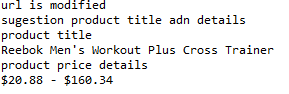 url is modified
sugestion product title adn details
product title
Reebok Men's Workout Plus Cross Trainer
product price details
$20.88 - $160.34